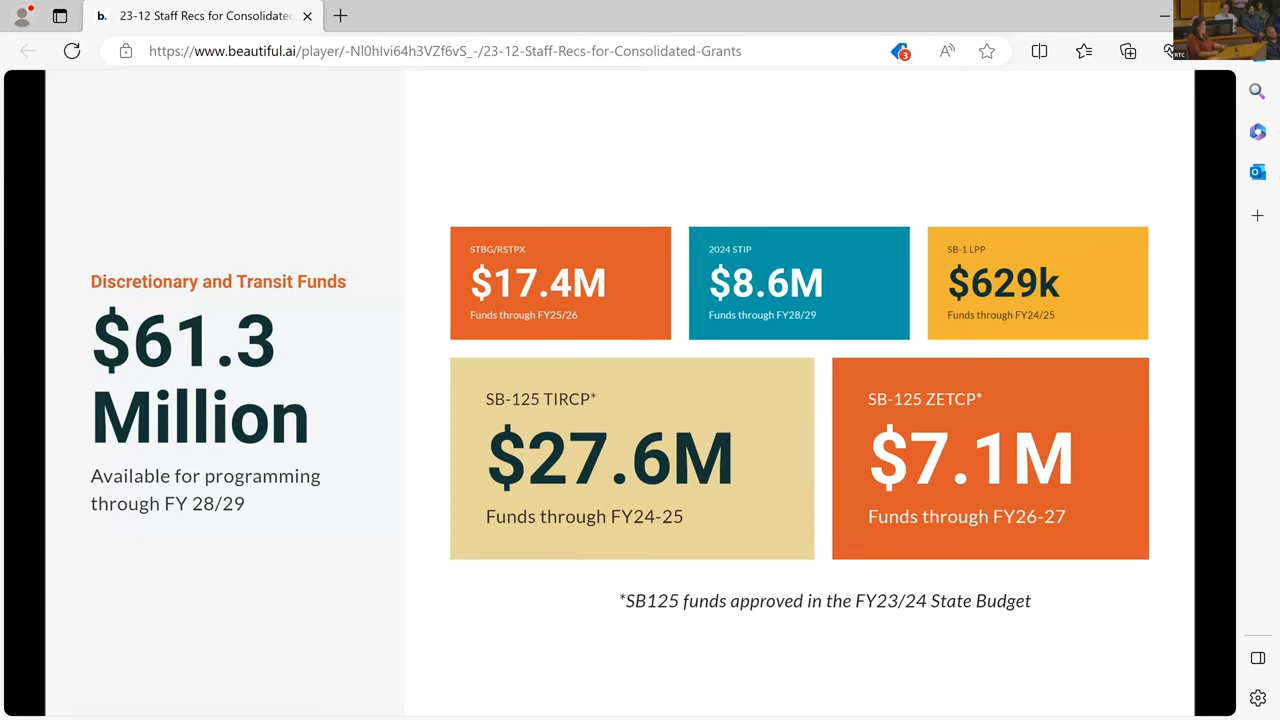 23-12 Staff Recs for Consolidated
https://www.beautiful.ai/player/-Nl0hIvi64h3VZf6vS_-/23-12-Staff-Recs-for-Consolidated-Grants
3
RTC
Discretionary and Transit Funds
$61.3
Million
Available for programming
through FY 28/29
STBG/RSTPX
$17.4M
Funds through FY25/26
2024 STIP
$8.6M
Funds through FY28/29
SB-1 LPP
$629k
Funds through FY24/25
SB-125 TIRCP*
$27.6M
Funds through FY24-25
SB-125 ZETCP*
$7.1M
Funds through FY26-27
*SB125 funds approved in the FY23/24 State Budget